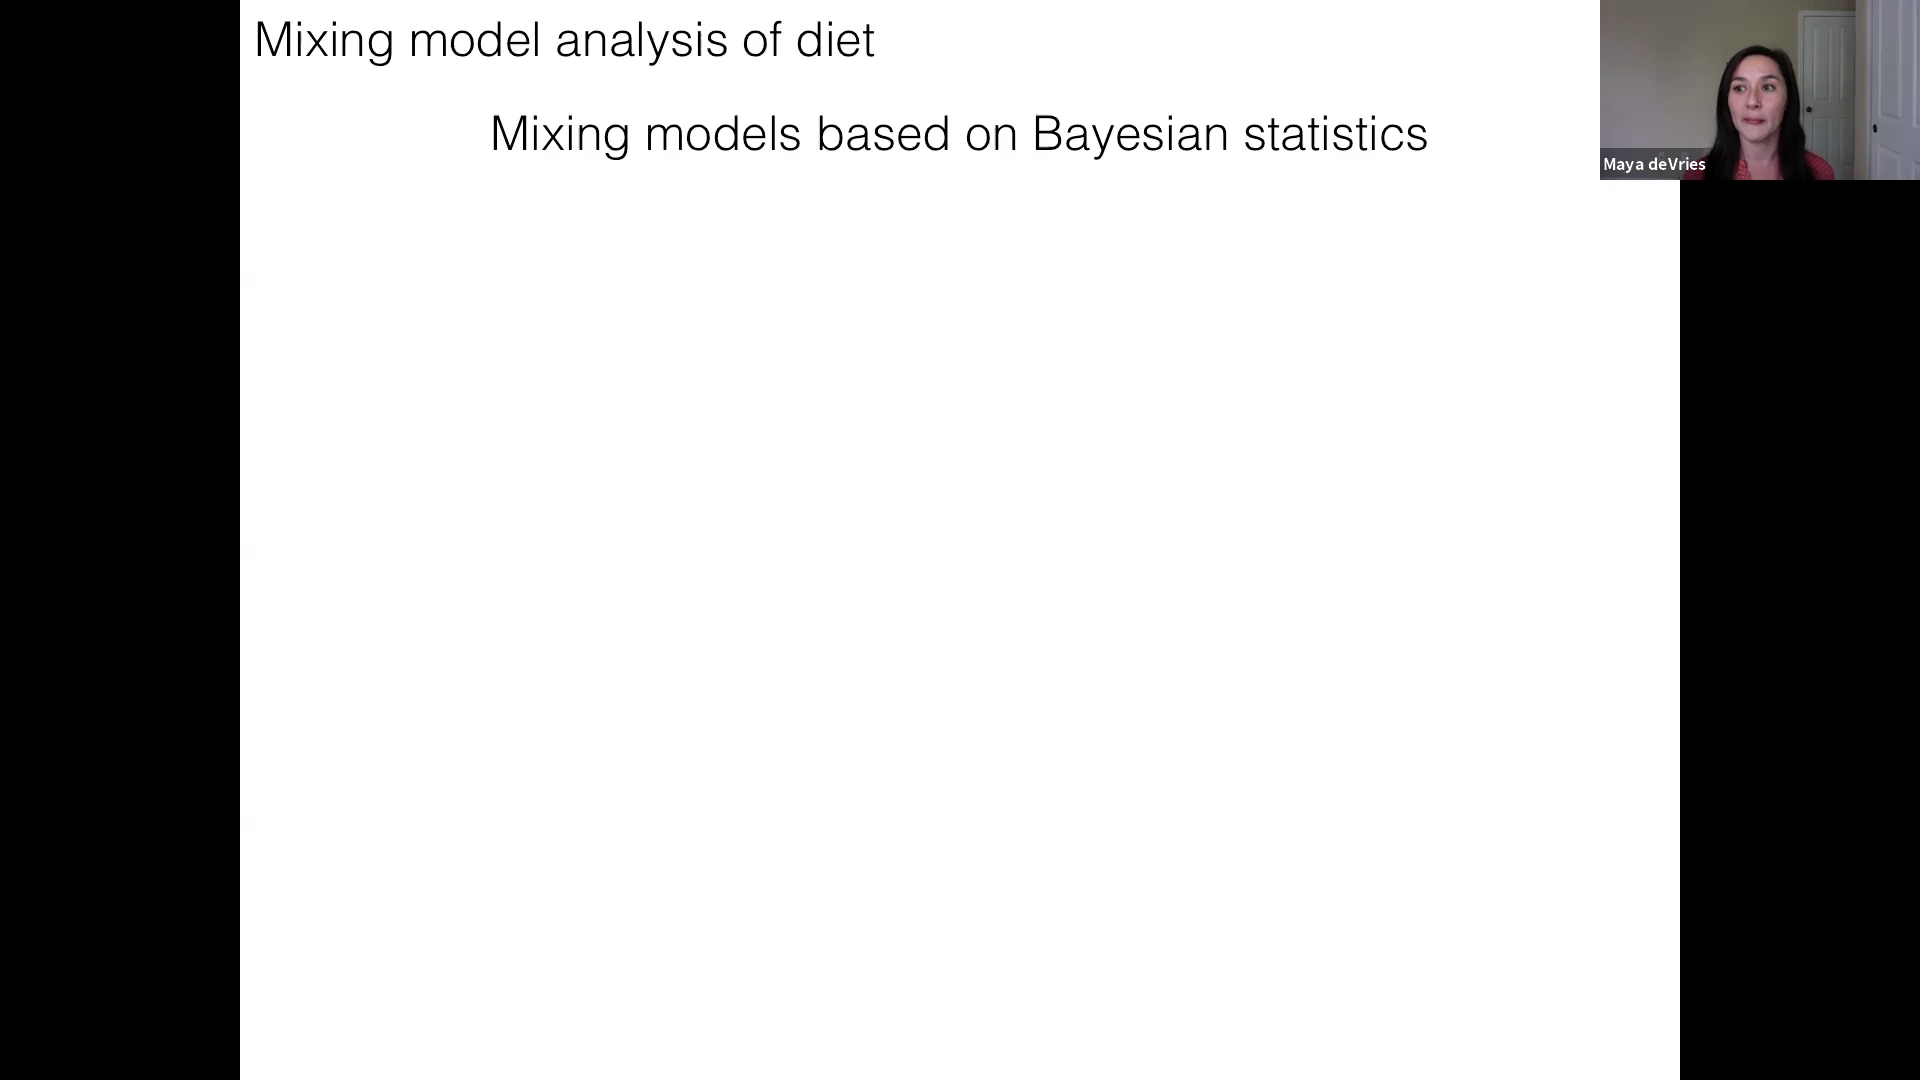 Mixing model analysis of diet
Mixing models based on Bayesian statistics
Maya deVries